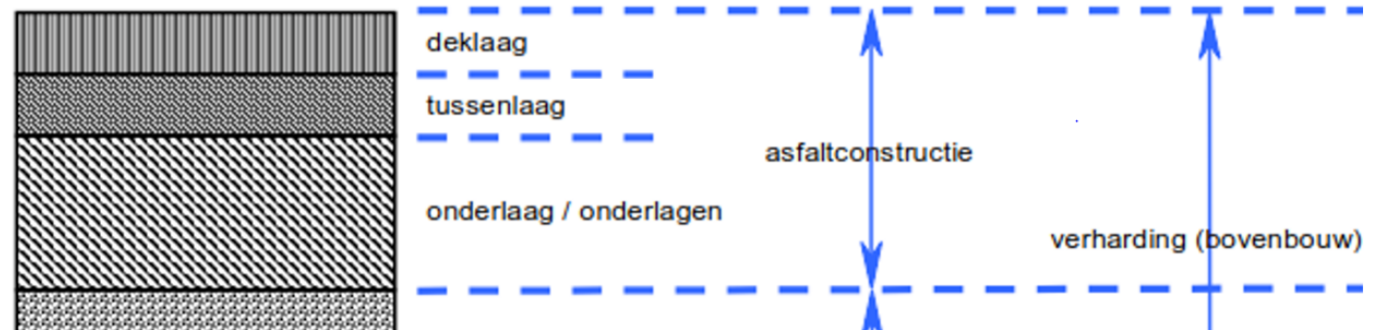 deklaag
tussenlaag
asfaltconstructie
onderlaag / onderlagen
verharding (bovenbouw)